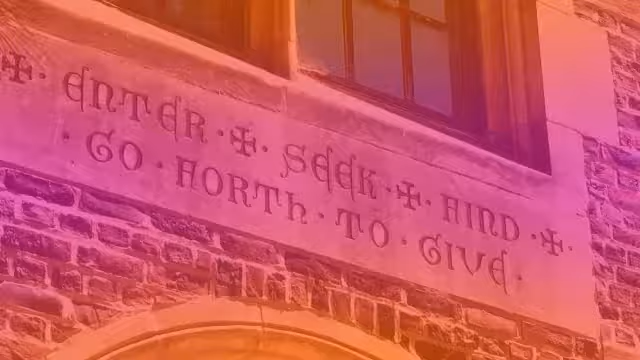 ✠ · ENTER · ✠ · SEEK · ✠ · FIND · ✠ ·
· GO · FORTH · TO · GIVE ·